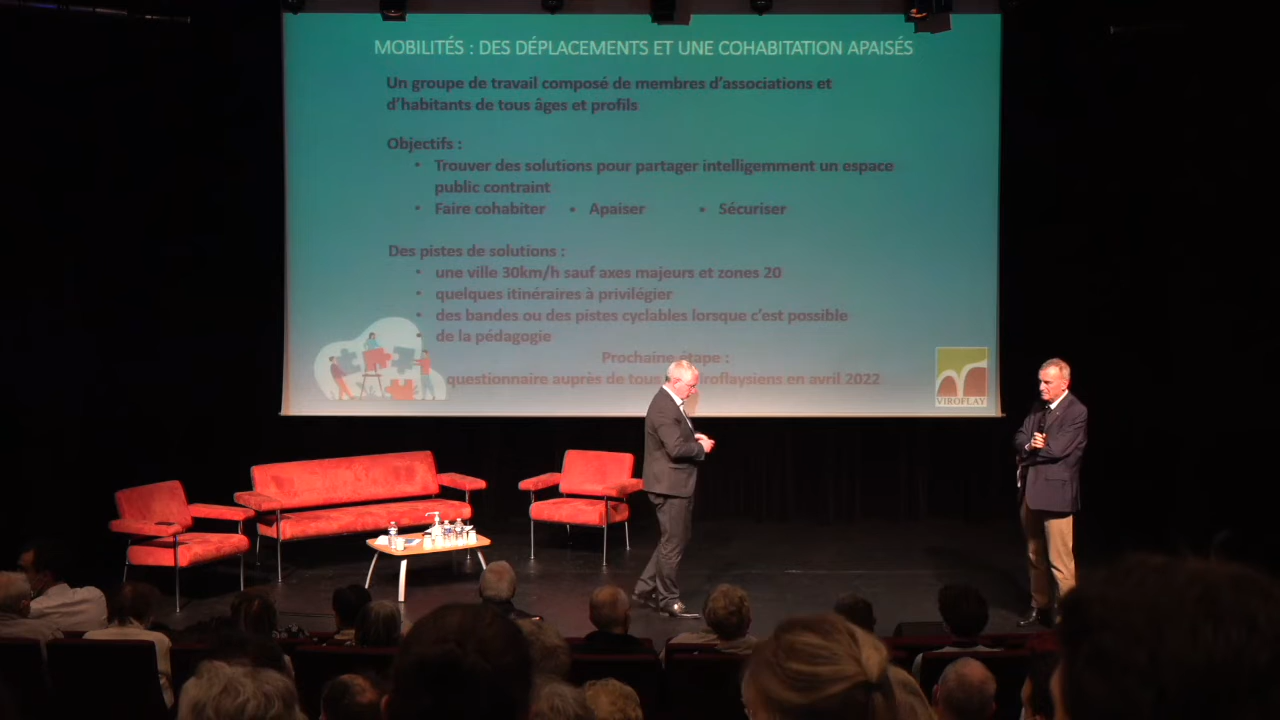 MOBILITÉS : DES DÉPLACEMENTS ET UNE COHABITATION APAISÉS
Un groupe de travail composé de membres d'associations et
d'habitants de tous âges et profils
Objectifs :
• Trouver des solutions pour partager intelligemment un espace
public contraint
• Faire cohabiter • Apaiser • Sécuriser
Des pistes de solutions :
• une ville 30km/h sauf axes majeurs et zones 20
• quelques itinéraires à privilégier
• des bandes ou des pistes cyclables lorsque c'est possible
• de la pédagogie
Prochaine étape :
questionnaire auprès de tous Viroflaysiens en avril 2022
VIROFLAY